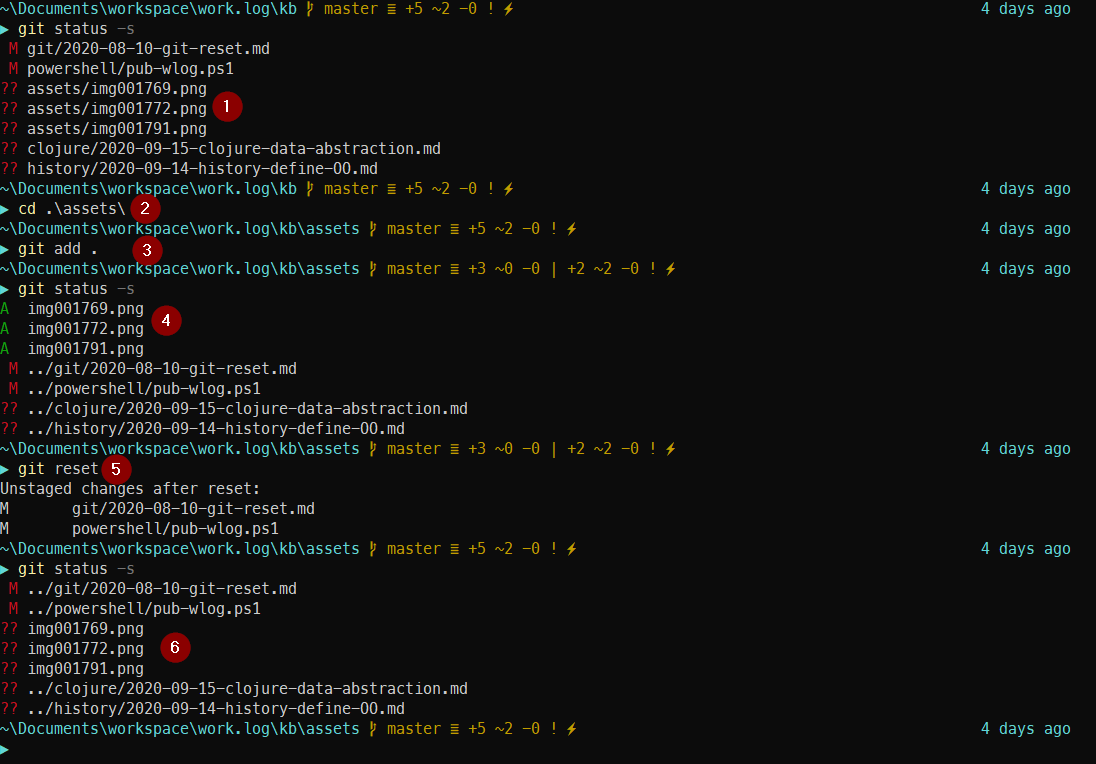 ~\Documents\workspace\work.log\kb master ≡ +5 ~2 -0 ! ⚡ 4 days ago
▶ git status -s
 M git/2020-08-10-git-reset.md
 M powershell/pub-wlog.ps1
?? assets/img001769.png
?? assets/img001772.png 1
?? assets/img001791.png
?? clojure/2020-09-15-clojure-data-abstraction.md
?? history/2020-09-14-history-define-OO.md
~\Documents\workspace\work.log\kb master ≡ +5 ~2 -0 ! ⚡ 4 days ago
▶ cd .\assets\ 2
~\Documents\workspace\work.log\kb\assets master ≡ +5 ~2 -0 ! ⚡ 4 days ago
▶ git add . 3
~\Documents\workspace\work.log\kb\assets master ≡ +3 ~0 -0 | +2 ~2 -0 ! ⚡ 4 days ago
▶ git status -s
A  img001769.png
A  img001772.png 4
A  img001791.png
 M ../git/2020-08-10-git-reset.md
 M ../powershell/pub-wlog.ps1
?? ../clojure/2020-09-15-clojure-data-abstraction.md
?? ../history/2020-09-14-history-define-OO.md
~\Documents\workspace\work.log\kb\assets master ≡ +3 ~0 -0 | +2 ~2 -0 ! ⚡ 4 days ago
▶ git reset 5
Unstaged changes after reset:
M       git/2020-08-10-git-reset.md
M       powershell/pub-wlog.ps1
~\Documents\workspace\work.log\kb\assets master ≡ +5 ~2 -0 ! ⚡ 4 days ago
▶ git status -s
 M ../git/2020-08-10-git-reset.md
 M ../powershell/pub-wlog.ps1
?? img001769.png
?? img001772.png 6
?? img001791.png
?? ../clojure/2020-09-15-clojure-data-abstraction.md
?? ../history/2020-09-14-history-define-OO.md
~\Documents\workspace\work.log\kb\assets master ≡ +5 ~2 -0 ! ⚡ 4 days ago
▶